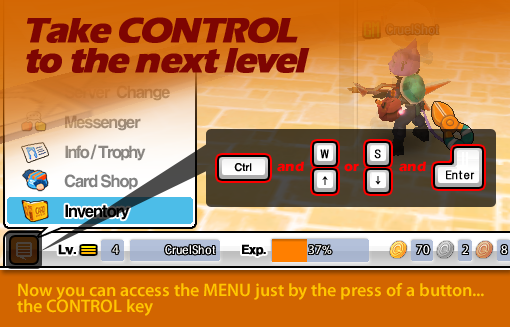 Take CONTROL
to the next level
CruelShot
Server Change
Messenger
Info/Trophy
Card Shop
Inventory
Ctrl and W ↑ or S ↓ and Enter
Lv. 4 CruelShot Exp. 37% 70 2 8
Now you can access the MENU just by the press of a button...
the CONTROL key